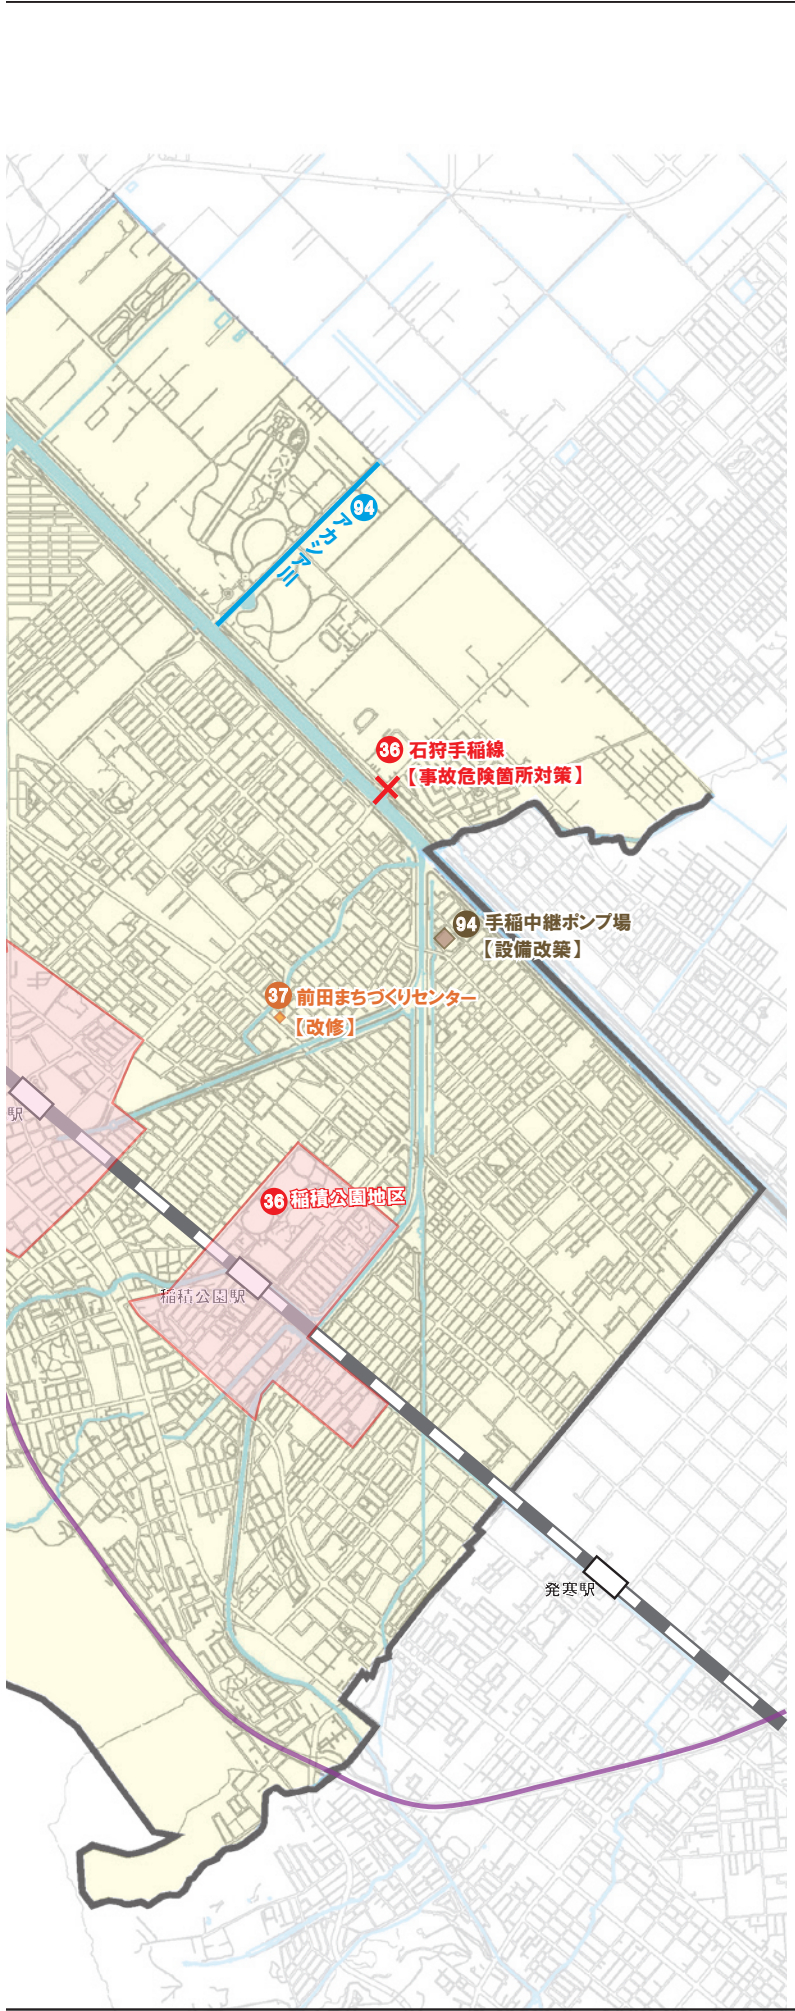 94
アカシア川
36 石狩手稲線
【事故危険箇所対策】
94 手稲中継ポンプ場
【設備改築】
37 前田まちづくりセンター
【改修】
駅
36 稲積公園地区
稲積公園駅
発寒駅